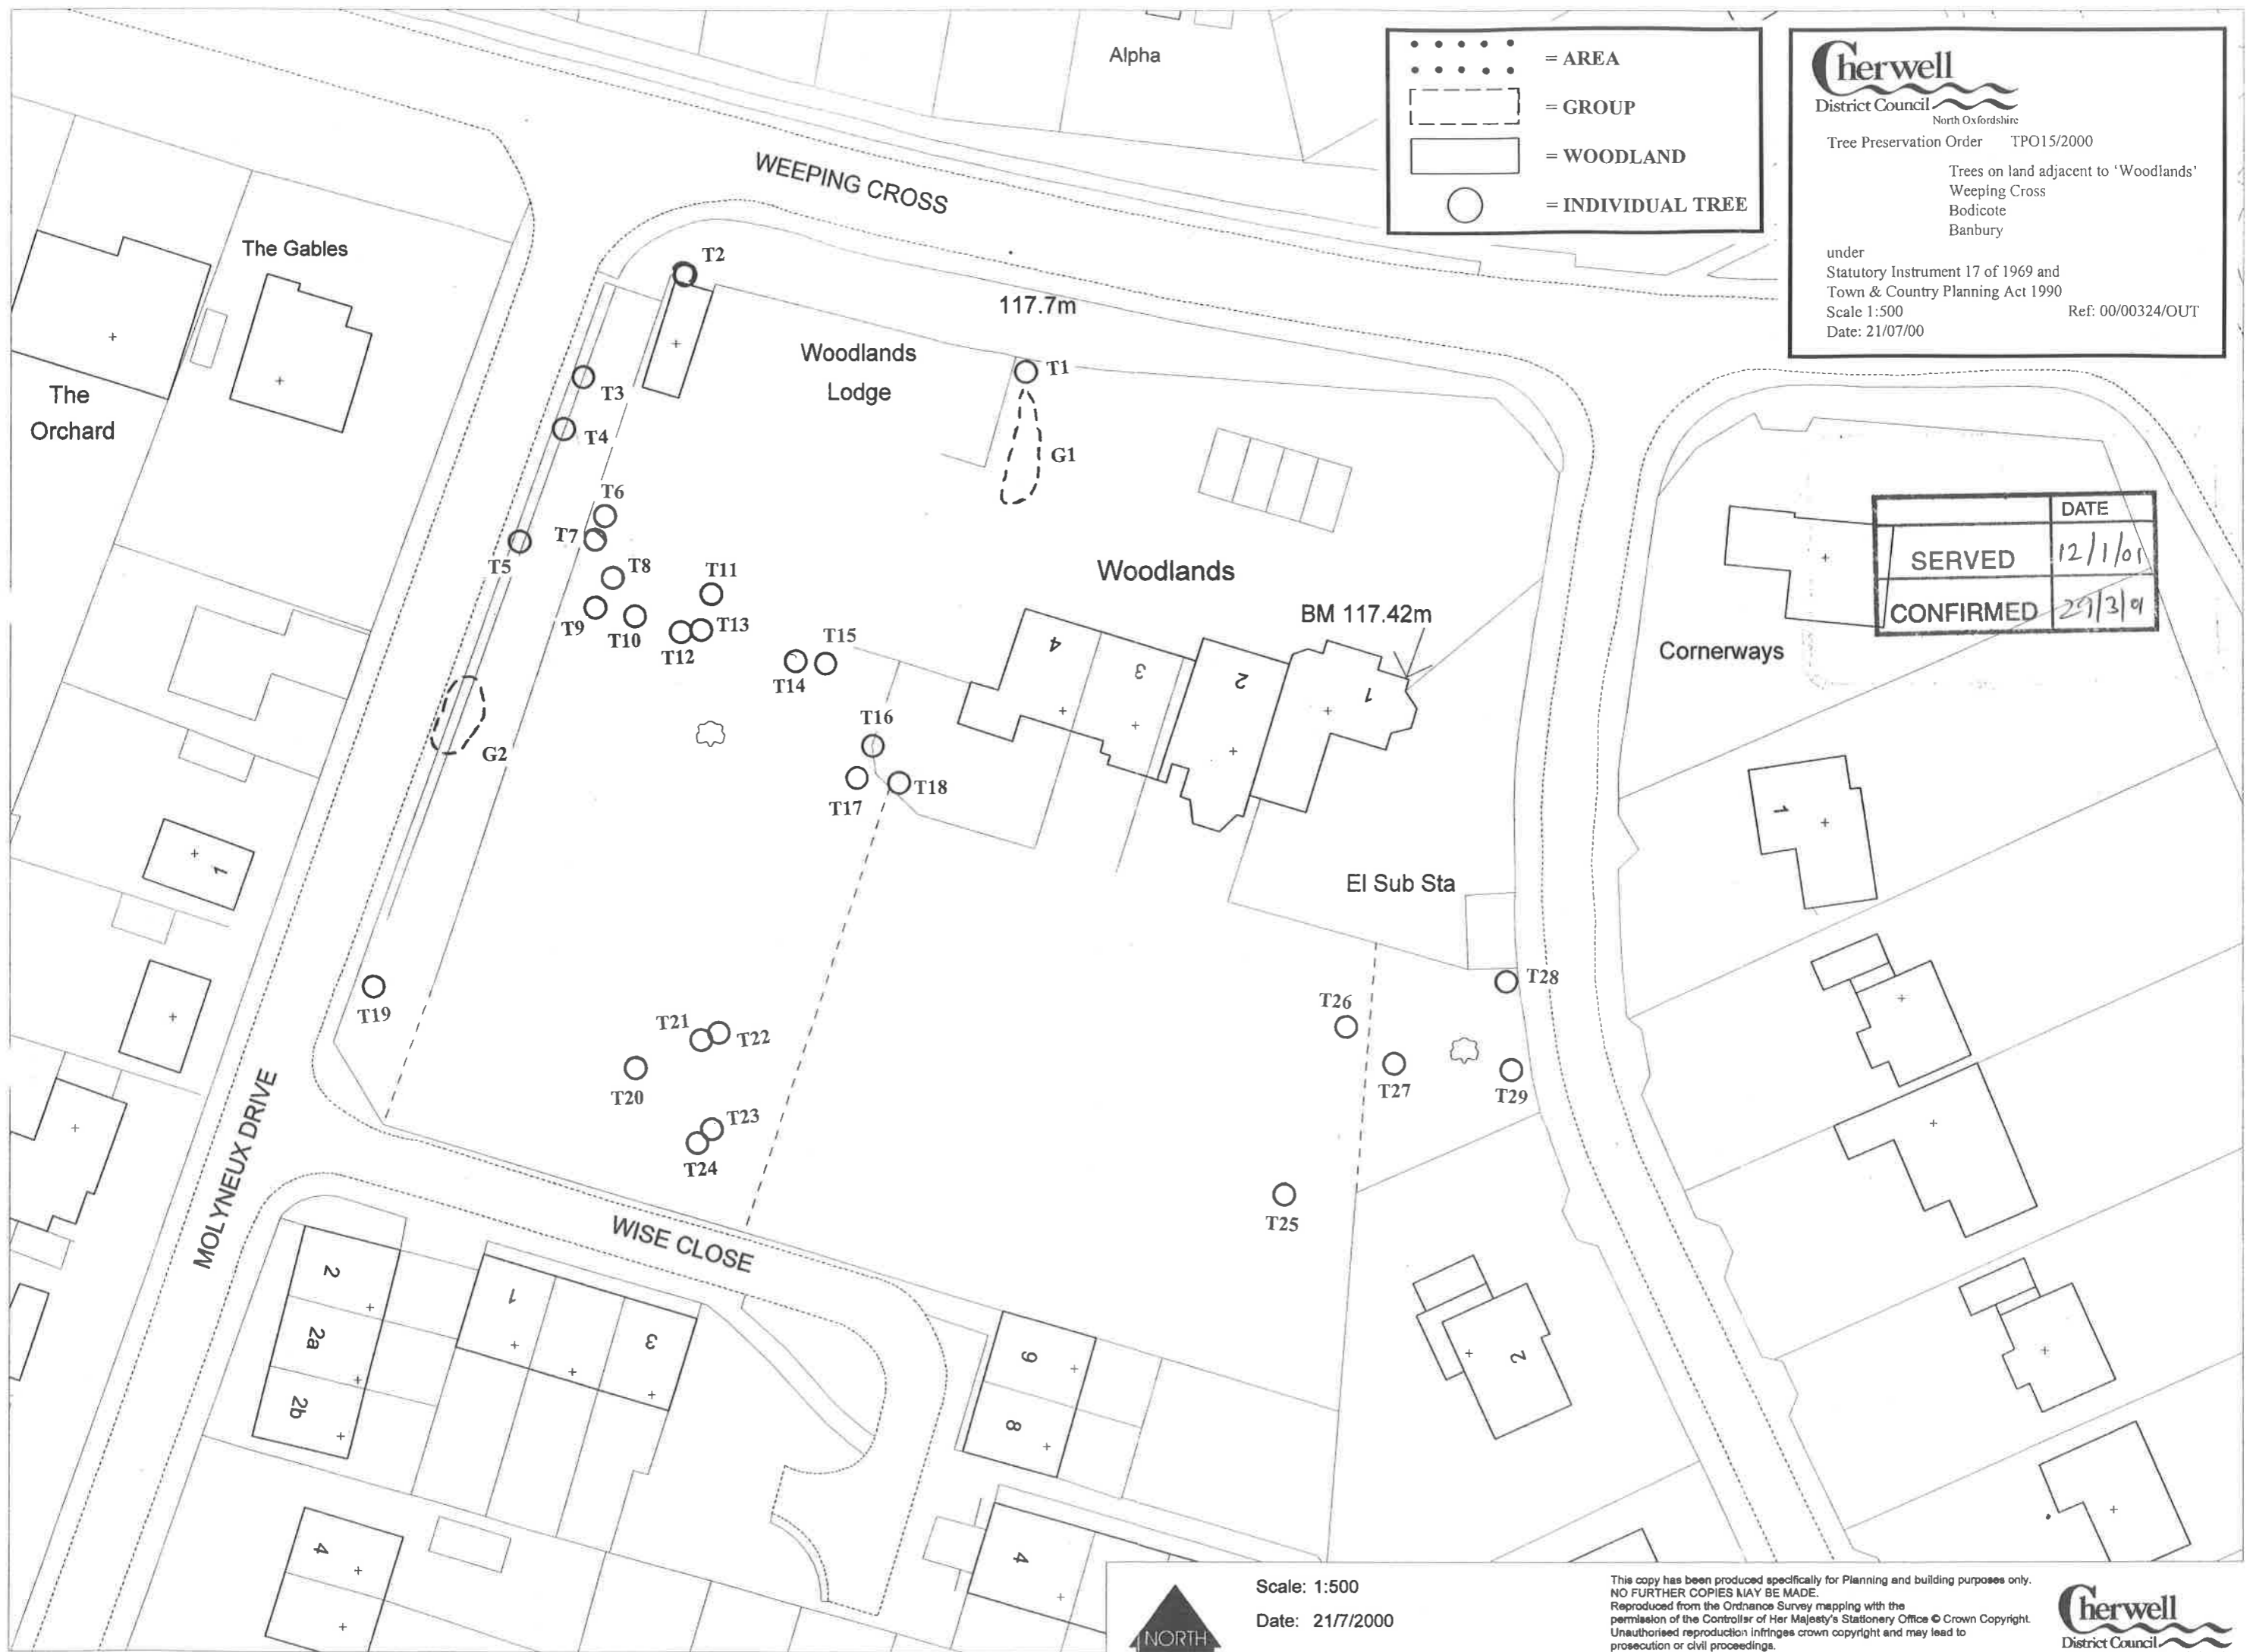 Alpha
= AREA
= GROUP
= WOODLAND
= INDIVIDUAL TREE
Cherwell
District Council
North Oxfordshire
Tree Preservation Order TPO15/2000
Trees on land adjacent to 'Woodlands'
Weeping Cross
Bodicote
Banbury
under
Statutory Instrument 17 of 1969 and
Town & Country Planning Act 1990
Scale 1:500 Ref: 00/00324/OUT
Date: 21/07/00
WEEPING CROSS
The Gables
The
Orchard
T2
117.7m
Woodlands
Lodge
T1
T3
T4
G1
T6
T7
T5
T8
T11
T9
T10
T12
T13
T14
T15
Woodlands
BM 117.42m
DATE
SERVED 12/1/01
CONFIRMED 29/3/01
Cornerways
4
3
2
1
T16
T17
T18
G2
1
1
El Sub Sta
T19
T21
T22
T20
T23
T24
T26
T28
T27
T29
T25
MOLYNEUX DRIVE
WISE CLOSE
2
2a
2b
1
3
9
8
2
4
4
NORTH
Scale: 1:500
Date: 21/7/2000
This copy has been produced specifically for Planning and building purposes only.
NO FURTHER COPIES MAY BE MADE.
Reproduced from the Ordnance Survey mapping with the
permission of the Controller of Her Majesty's Stationery Office © Crown Copyright.
Unauthorised reproduction infringes crown copyright and may lead to
prosecution or civil proceedings.
Cherwell
District Council